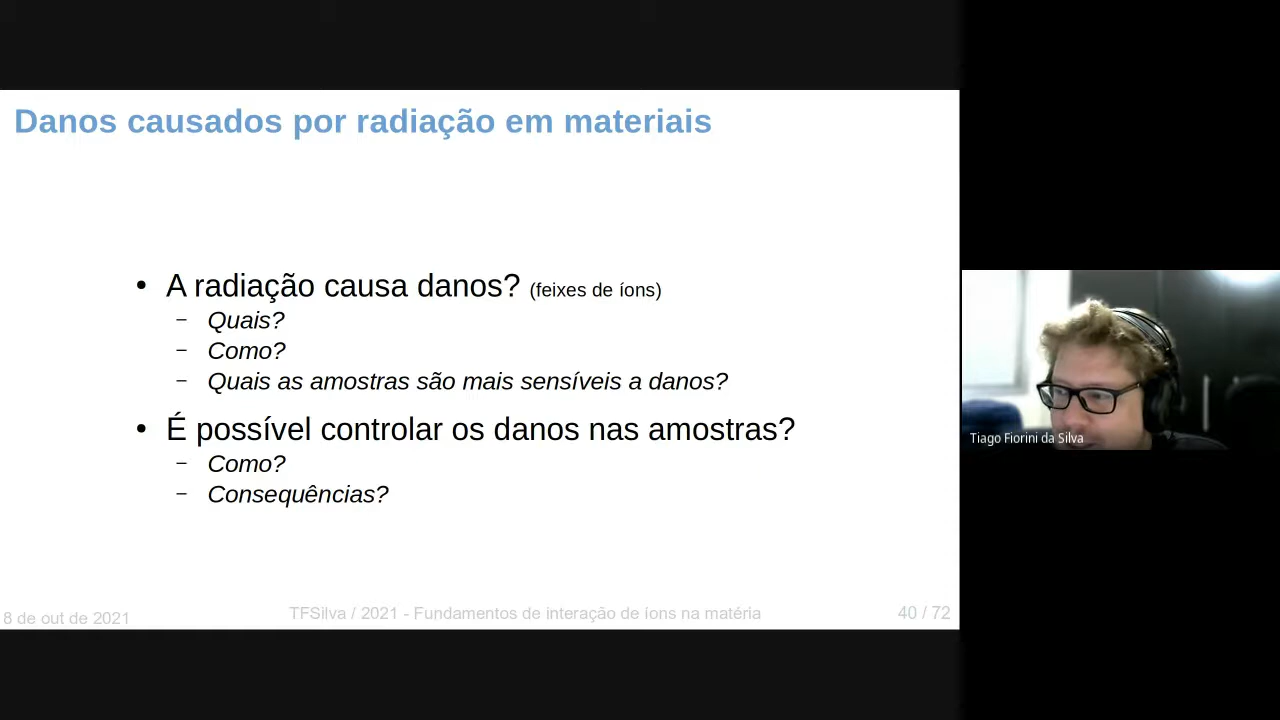 Danos causados por radiação em materiais
• A radiação causa danos? (feixes de íons)
– Quais?
– Como?
– Quais as amostras são mais sensíveis a danos?
• É possível controlar os danos nas amostras?
– Como?
– Consequências?
8 de out de 2021
TFSilva / 2021 - Fundamentos de interação de íons na matéria
40 / 72
Tiago Fiorini da Silva